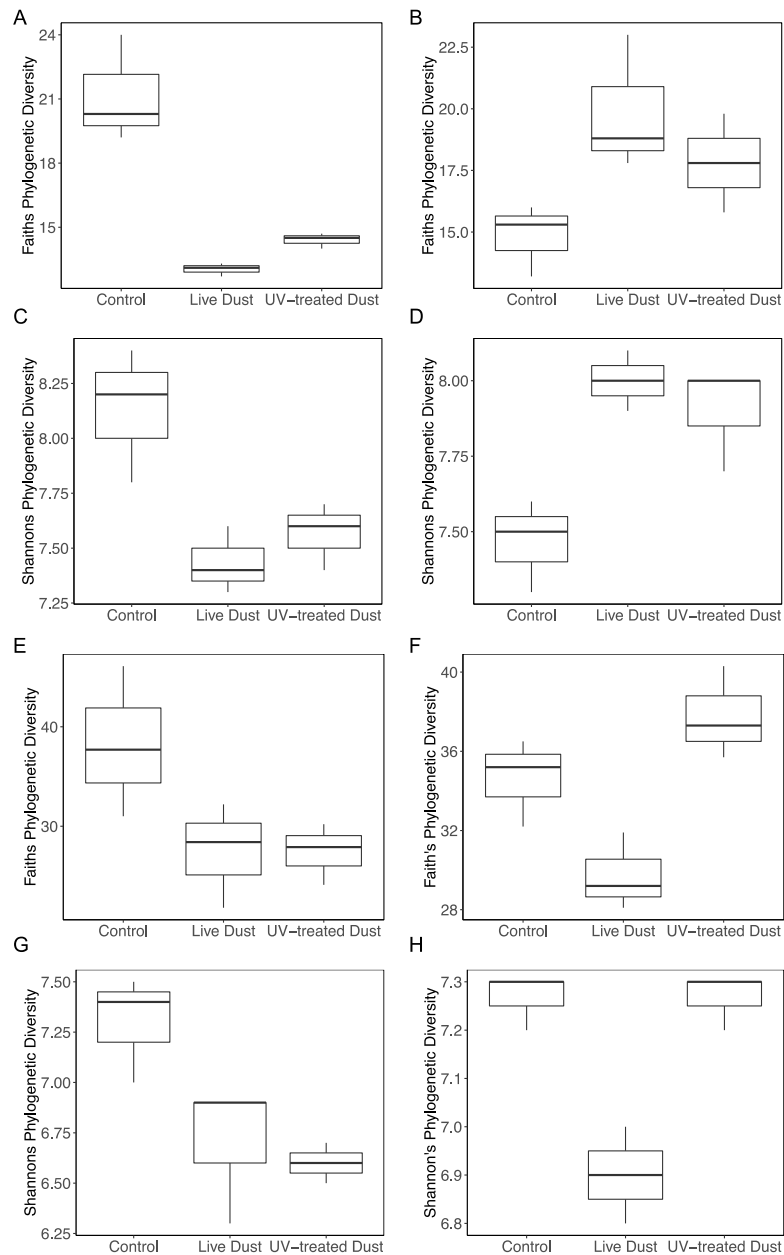 A
Faiths Phylogenetic Diversity
24
21
18
15
Control
Live Dust
UV-treated Dust
B
Faiths Phylogenetic Diversity
22.5
20.0
17.5
15.0
Control
Live Dust
UV-treated Dust
C
Shannons Phylogenetic Diversity
8.25
8.00
7.75
7.50
7.25
Control
Live Dust
UV-treated Dust
D
Shannons Phylogenetic Diversity
8.00
7.75
7.50
Control
Live Dust
UV-treated Dust
E
Faiths Phylogenetic Diversity
40
30
Control
Live Dust
UV-treated Dust
F
Faith's Phylogenetic Diversity
40
36
32
28
Control
Live Dust
UV-treated Dust
G
Shannons Phylogenetic Diversity
7.50
7.25
7.00
6.75
6.50
6.25
Control
Live Dust
UV-treated Dust
H
Shannon's Phylogenetic Diversity
7.3
7.2
7.1
7.0
6.9
6.8
Control
Live Dust
UV-treated Dust